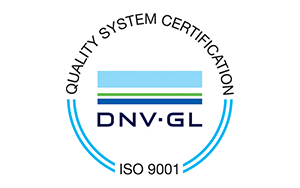 QUALITY SYSTEM CERTIFICATION
DNV·GL
ISO 9001